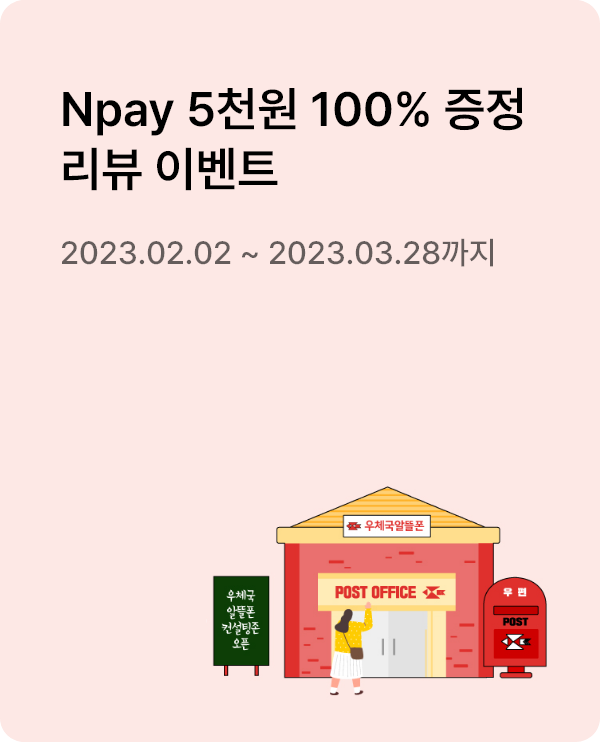 Npay 5천원 100% 증정
리뷰 이벤트
2023.02.02 ~ 2023.03.28까지
우체국알뜰폰
POST OFFICE
우체국
알뜰폰
컨설팅존
오픈
우 편
POST